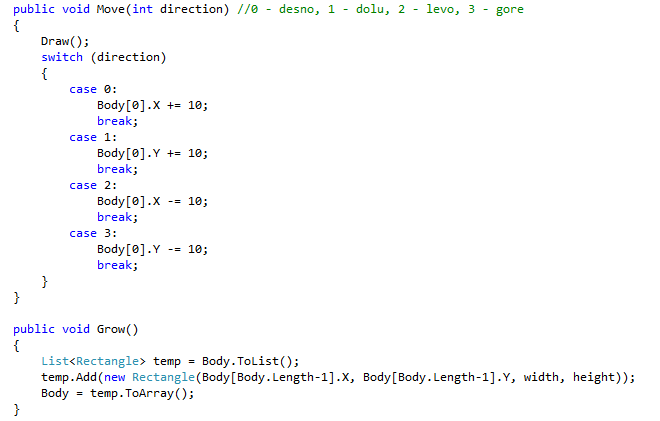 public void Move(int direction) //0 - desno, 1 - dolu, 2 - levo, 3 - gore
{
    Draw();
    switch (direction)
    {
        case 0:
            Body[0].X += 10;
            break;
        case 1:
            Body[0].Y += 10;
            break;
        case 2:
            Body[0].X -= 10;
            break;
        case 3:
            Body[0].Y -= 10;
            break;
    }
}

public void Grow()
{
    List<Rectangle> temp = Body.ToList();
    temp.Add(new Rectangle(Body[Body.Length-1].X, Body[Body.Length-1].Y, width, height));
    Body = temp.ToArray();
}